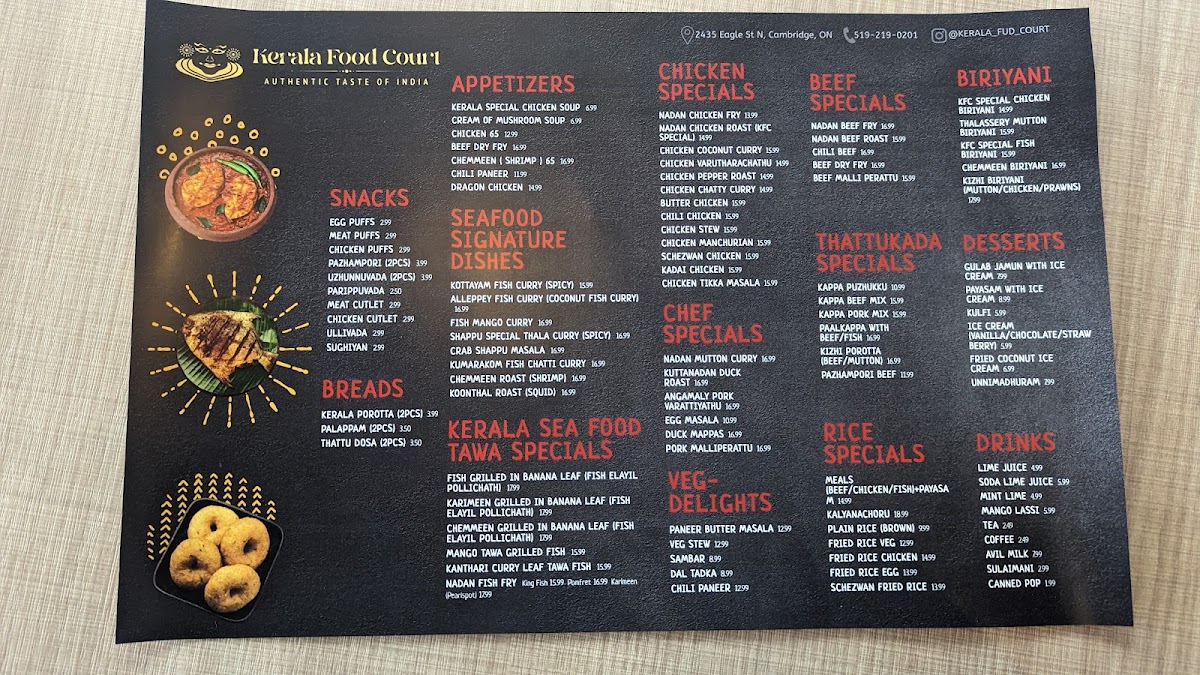 Kerala Food Court
AUTHENTIC TASTE OF INDIA
2435 Eagle St N, Cambridge, ON
519-219-0201
@KERALA_FUD_COURT
SNACKS
EGG PUFFS 2.99
MEAT PUFFS 2.99
CHICKEN PUFFS 2.99
PAZHAMPORI (2PCS) 3.99
UZHUNNUVADA (2PCS) 3.99
PARIPPUVADA 2.50
MEAT CUTLET 2.99
CHICKEN CUTLET 2.99
ULLIVADA 2.99
SUGHIYAN 2.99
BREADS
KERALA POROTTA (2PCS) 3.99
PALAPPAM (2PCS) 3.50
THATTU DOSA (2PCS) 3.50
APPETIZERS
KERALA SPECIAL CHICKEN SOUP 6.99
CREAM OF MUSHROOM SOUP 6.99
CHICKEN 65 12.99
BEEF DRY FRY 16.99
CHEMMEEN ( SHRIMP ) 65 16.99
CHILI PANEER 11.99
DRAGON CHICKEN 14.99
SEAFOOD
SIGNATURE
DISHES
KOTTAYAM FISH CURRY (SPICY) 15.99
ALLEPPEY FISH CURRY (COCONUT FISH CURRY)
16.99
FISH MANGO CURRY 16.99
SHAPPU SPECIAL THALA CURRY (SPICY) 16.99
CRAB SHAPPU MASALA 16.99
KUMARAKOM FISH CHATTI CURRY 16.99
CHEMMEEN ROAST (SHRIMP) 16.99
KOONTHAL ROAST (SQUID) 16.99
KERALA SEA FOOD
TAWA SPECIALS
FISH GRILLED IN BANANA LEAF (FISH ELAYIL
POLLICHATH) 17.99
KARIMEEN GRILLED IN BANANA LEAF (FISH
ELAYIL POLLICHATH) 17.99
CHEMMEEN GRILLED IN BANANA LEAF (FISH
ELAYIL POLLICHATH) 17.99
MANGO TAWA GRILLED FISH 15.99
KANTHARI CURRY LEAF TAWA FISH 15.99
NADAN FISH FRY King Fish 15.99. Pomfret 16.99 Karimeen
(Pearlspot) 17.99
CHICKEN
SPECIALS
NADAN CHICKEN FRY 13.99
NADAN CHICKEN ROAST (KFC
SPECIAL) 14.99
CHICKEN COCONUT CURRY 15.99
CHICKEN VARUTHARACHATHU 14.99
CHICKEN PEPPER ROAST 14.99
CHICKEN CHATTY CURRY 14.99
BUTTER CHICKEN 15.99
CHILI CHICKEN 15.99
CHICKEN STEW 15.99
CHICKEN MANCHURIAN 15.99
SCHEZWAN CHICKEN 15.99
KADAI CHICKEN 15.99
CHICKEN TIKKA MASALA 15.99
CHEF
SPECIALS
NADAN MUTTON CURRY 16.99
KUTTANADAN DUCK
ROAST 16.99
ANGAMALY PORK
VARATTIYATHU 16.99
EGG MASALA 10.99
DUCK MAPPAS 16.99
PORK MALLIPERATTU 16.99
VEG-
DELIGHTS
PANEER BUTTER MASALA 12.99
VEG STEW 12.99
SAMBAR 8.99
DAL TADKA 8.99
CHILI PANEER 12.99
BEEF
SPECIALS
NADAN BEEF FRY 16.99
NADAN BEEF ROAST 15.99
CHILI BEEF 16.99
BEEF DRY FRY 16.99
BEEF MALLI PERATTU 15.99
THATTUKADA
SPECIALS
KAPPA PUZHUKKU 10.99
KAPPA BEEF MIX 15.99
KAPPA PORK MIX 15.99
PAALKAPPA WITH
BEEF/FISH 16.99
KIZHI POROTTA
(BEEF/MUTTON) 16.99
PAZHAMPORI BEEF 11.99
RICE
SPECIALS
MEALS
(BEEF/CHICKEN/FISH)+PAYASA
M 14.99
KALYANACHORU 18.99
PLAIN RICE (BROWN) 9.99
FRIED RICE VEG 12.99
FRIED RICE CHICKEN 14.99
FRIED RICE EGG 13.99
SCHEZWAN FRIED RICE 13.99
BIRIYANI
KFC SPECIAL CHICKEN
BIRIYANI 14.99
THALASSERY MUTTON
BIRIYANI 15.99
KFC SPECIAL FISH
BIRIYANI 15.99
CHEMMEEN BIRIYANI 16.99
KIZHI BIRIYANI
(MUTTON/CHICKEN/PRAWNS)
17.99
DESSERTS
GULAB JAMUN WITH ICE
CREAM 7.99
PAYASAM WITH ICE
CREAM 8.99
KULFI 5.99
ICE CREAM
(VANILLA/CHOCOLATE/STRAW
BERRY) 5.99
FRIED COCONUT ICE
CREAM 6.99
UNNIMADHURAM 7.99
DRINKS
LIME JUICE 4.99
SODA LIME JUICE 5.99
MINT LIME 4.99
MANGO LASSI 5.99
TEA 2.49
COFFEE 2.49
AVIL MILK 7.99
SULAIMANI 2.99
CANNED POP 1.99